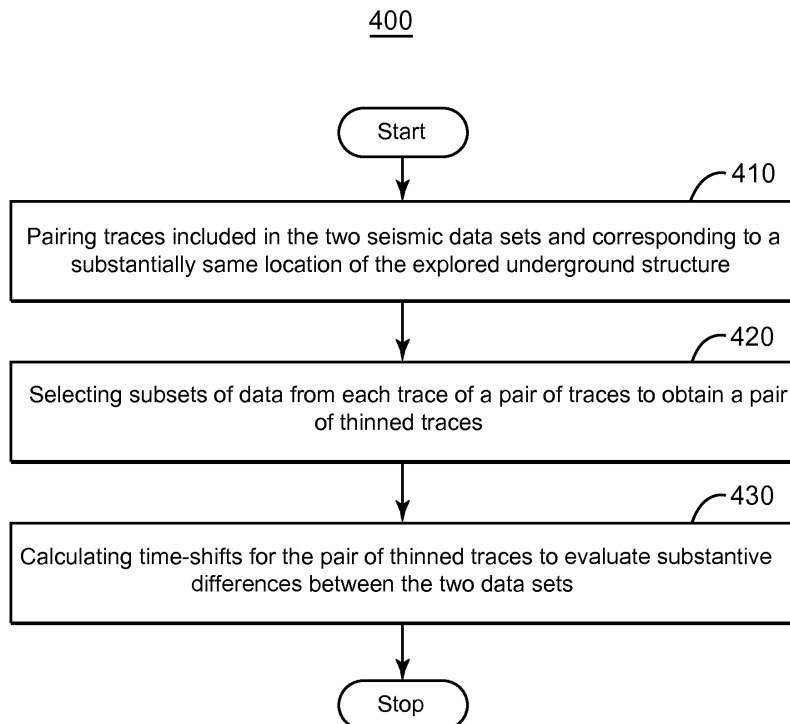 400
Start
410
Pairing traces included in the two seismic data sets and corresponding to a
substantially same location of the explored underground structure
420
Selecting subsets of data from each trace of a pair of traces to obtain a pair
of thinned traces
430
Calculating time-shifts for the pair of thinned traces to evaluate substantive
differences between the two data sets
Stop